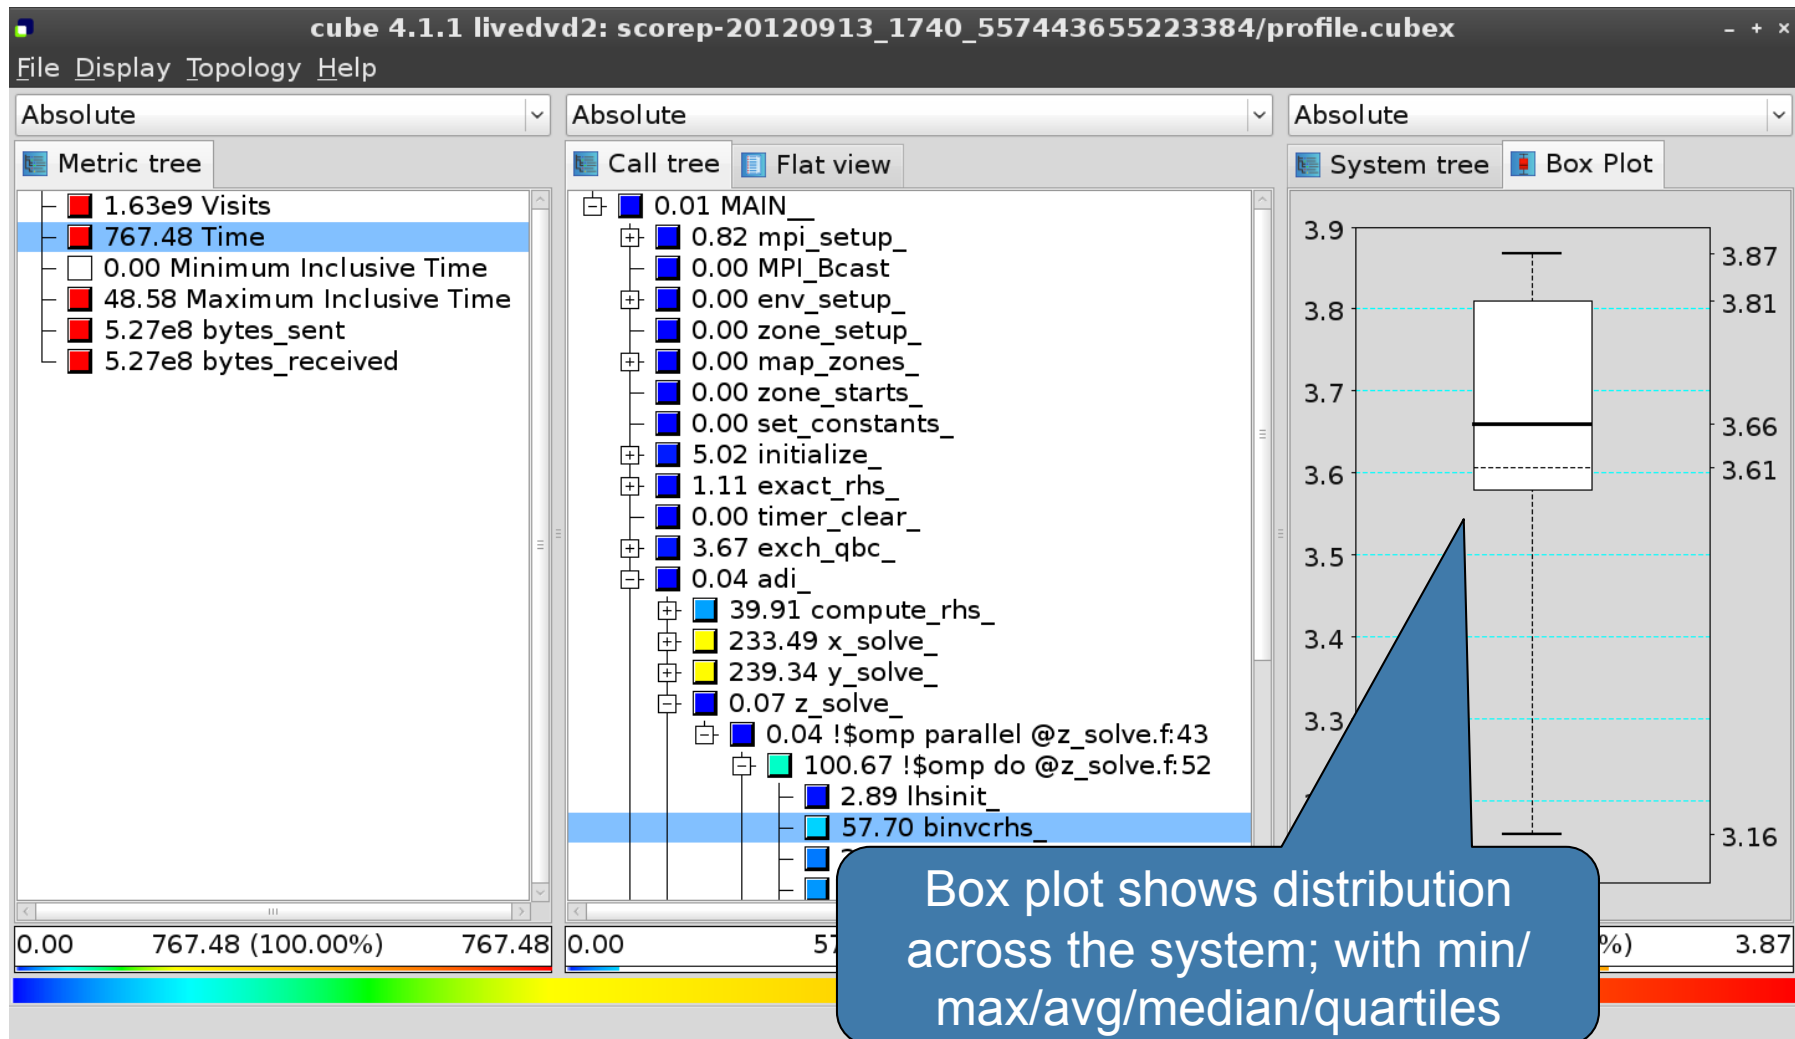 cube 4.1.1 livedvd2: scorep-20120913_1740_557443655223384/profile.cubex
File Display Topology Help
Absolute
Absolute
Absolute
Metric tree
Call tree
Flat view
System tree
Box Plot
1.63e9 Visits
767.48 Time
0.00 Minimum Inclusive Time
48.58 Maximum Inclusive Time
5.27e8 bytes_sent
5.27e8 bytes_received
0.01 MAIN__
0.82 mpi_setup_
0.00 MPI_Bcast
0.00 env_setup_
0.00 zone_setup_
0.00 map_zones_
0.00 zone_starts_
0.00 set_constants_
5.02 initialize_
1.11 exact_rhs_
0.00 timer_clear_
3.67 exch_qbc_
0.04 adi_
39.91 compute_rhs_
233.49 x_solve_
239.34 y_solve_
0.07 z_solve_
0.04 !$omp parallel @z_solve.f:43
100.67 !$omp do @z_solve.f:52
2.89 lhsinit_
57.70 binvcrhs_
3.9
3.8
3.7
3.6
3.5
3.4
3.3
3.87
3.81
3.66
3.61
3.16
Box plot shows distribution
across the system; with min/
max/avg/median/quartiles
0.00 767.48 (100.00%) 767.48
0.00 57
%) 3.87